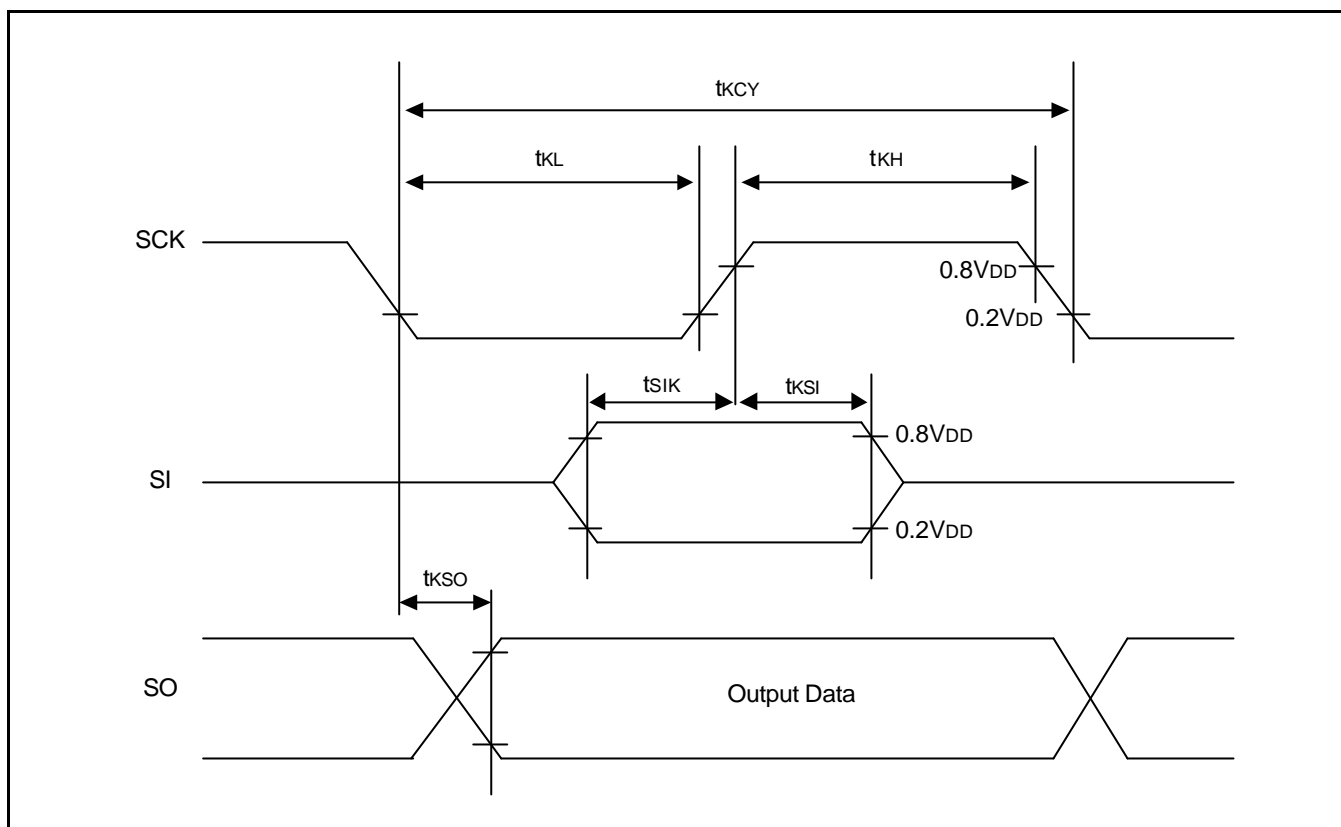 tKCY
tKL
tKH
SCK
0.8VDD
0.2VDD
tSIK
tKSI
0.8VDD
SI
0.2VDD
tKSO
SO
Output Data